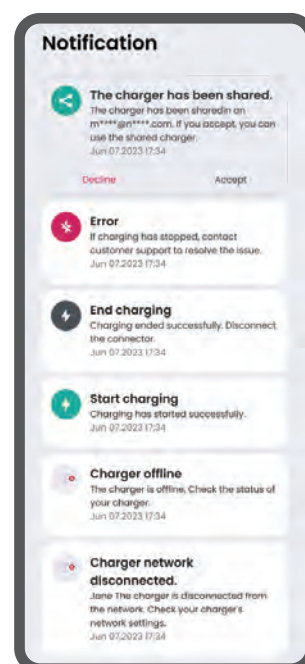 Notification
The charger has been shared.
The charger has been sharedin an
m****@n****.com. If you accept, you can
use the shared charger.
Jun 07.2023 17:34
Decline Accept
Error
If charging has stopped, contact
customer support to resolve the issue.
Jun 07.2023 17:34
End charging
Charging ended successfully. Disconnect
the connector.
Jun 07.2023 17:34
Start charging
Charging has started successfully.
Jun 07.2023 17:34
Charger offline
The charger is offline, Check the status of
your charger.
Jun 07.2023 17:34
Charger network
disconnected.
Jane The charger is disconnected from
the network. Check your charger's
network settings.
Jun 07.2023 17:34